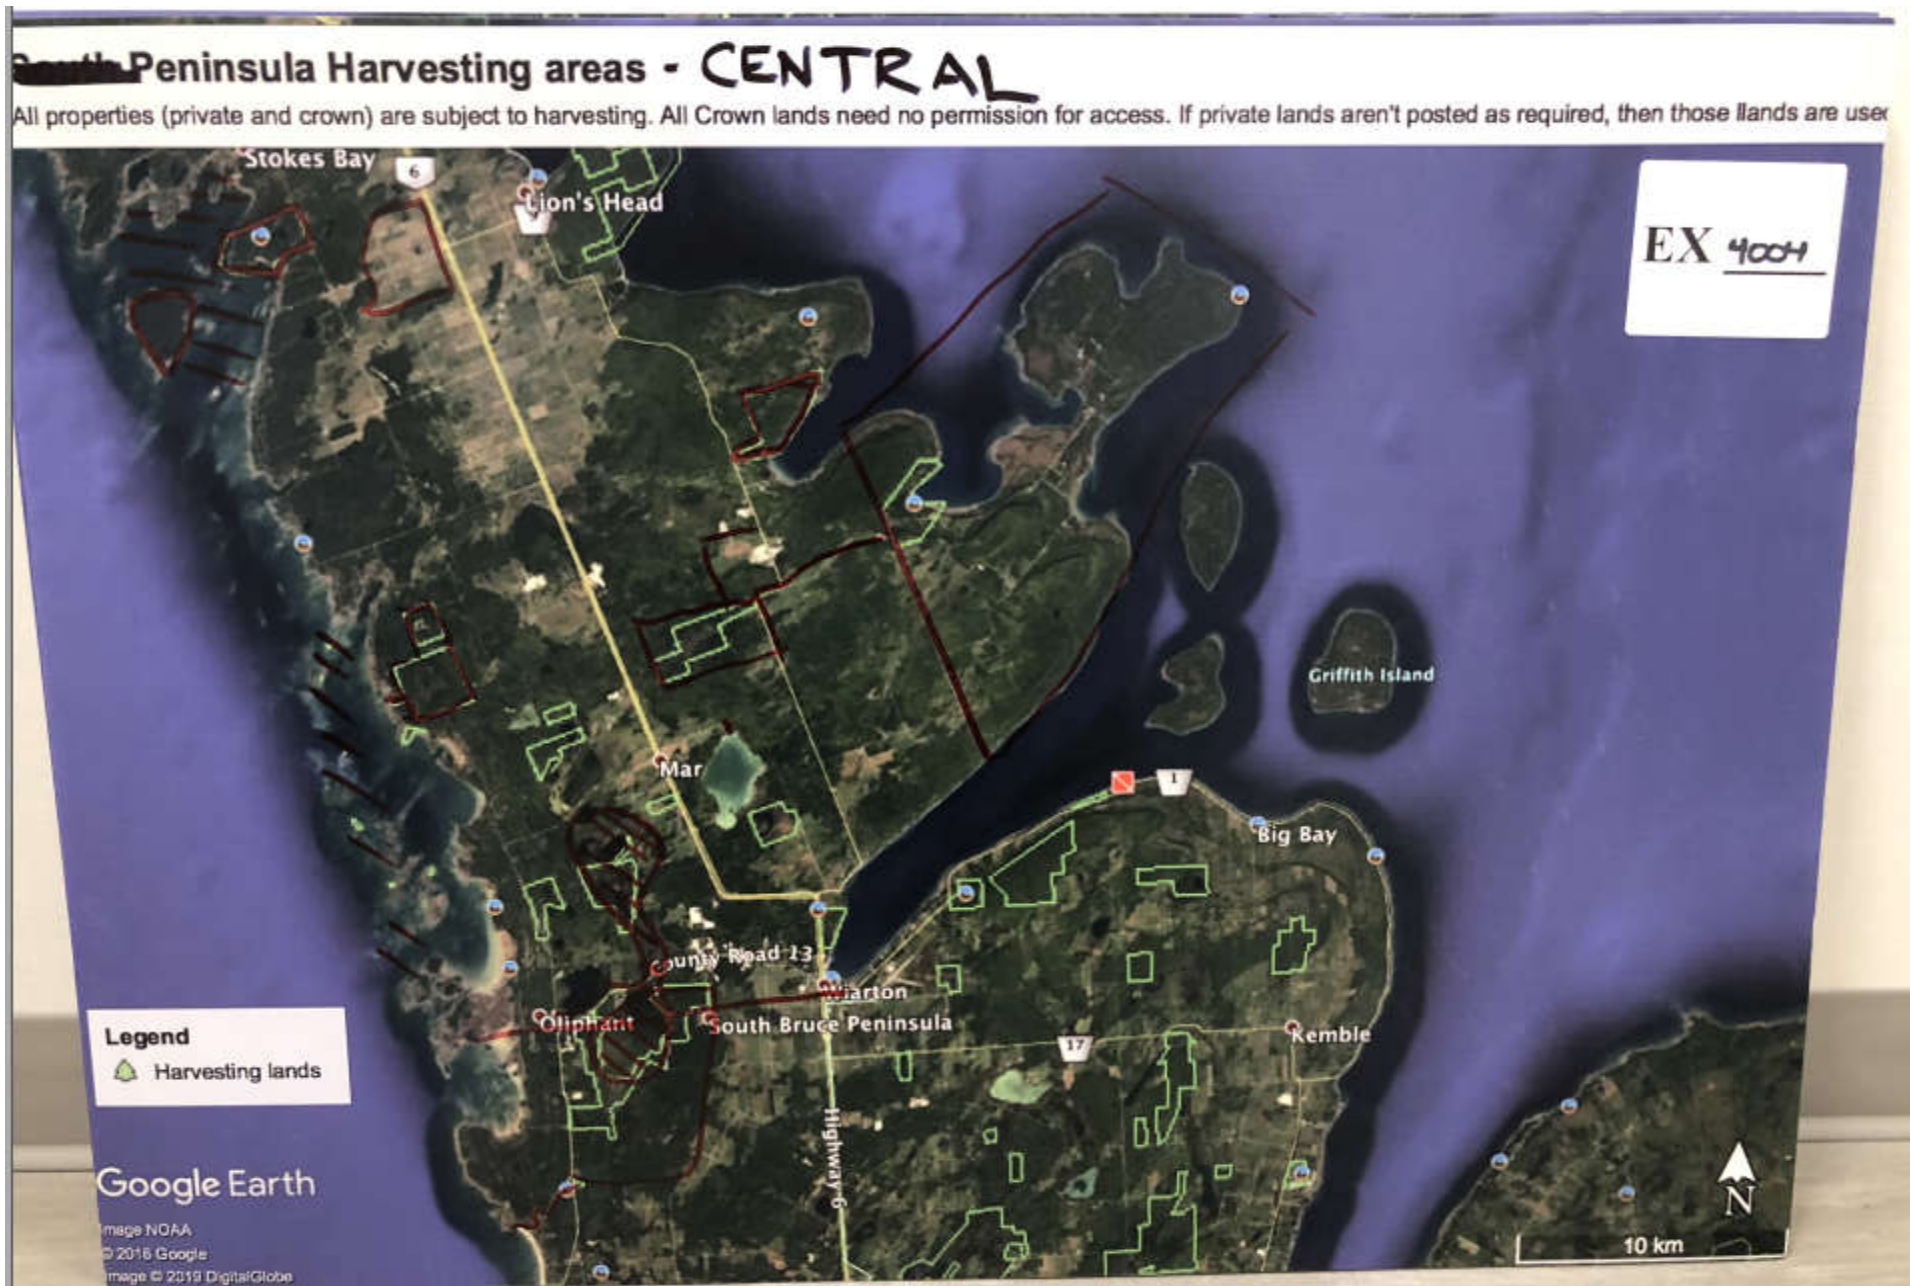 Peninsula Harvesting areas - CENTRAL
All properties (private and crown) are subject to harvesting. All Crown lands need no permission for access. If private lands aren't posted as required, then those llands are used
Stokes Bay
6
Lion's Head
EX 4004
Griffith Island
Mar
1
Big Bay
County Road 13
Wiarton
Oliphant
South Bruce Peninsula
Kemble
17
Legend
Harvesting lands
Highway 6
Google Earth
Image NOAA
© 2016 Google
Image © 2019 DigitalGlobe
N
10 km